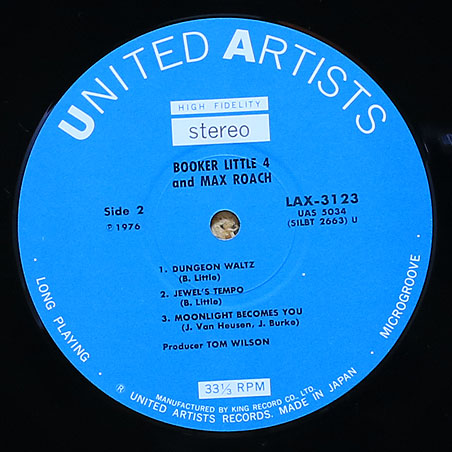 UNITED ARTISTS
HIGH FIDELITY
stereo
BOOKER LITTLE 4
and MAX ROACH
Side 2
℗ 1976
LAX-3123
UAS 5034
(SILBT 2663) U
1. DUNGEON WALTZ
(B. Little)
2. JEWEL'S TEMPO
(B. Little)
3. MOONLIGHT BECOMES YOU
(J. Van Heusen, J. Burke)
Producer TOM WILSON
· LONG PLAYING ·
MICROGROOVE ·
33⅓ RPM
MANUFACTURED BY KING RECORD CO., LTD.
® UNITED ARTISTS RECORDS. MADE IN JAPAN